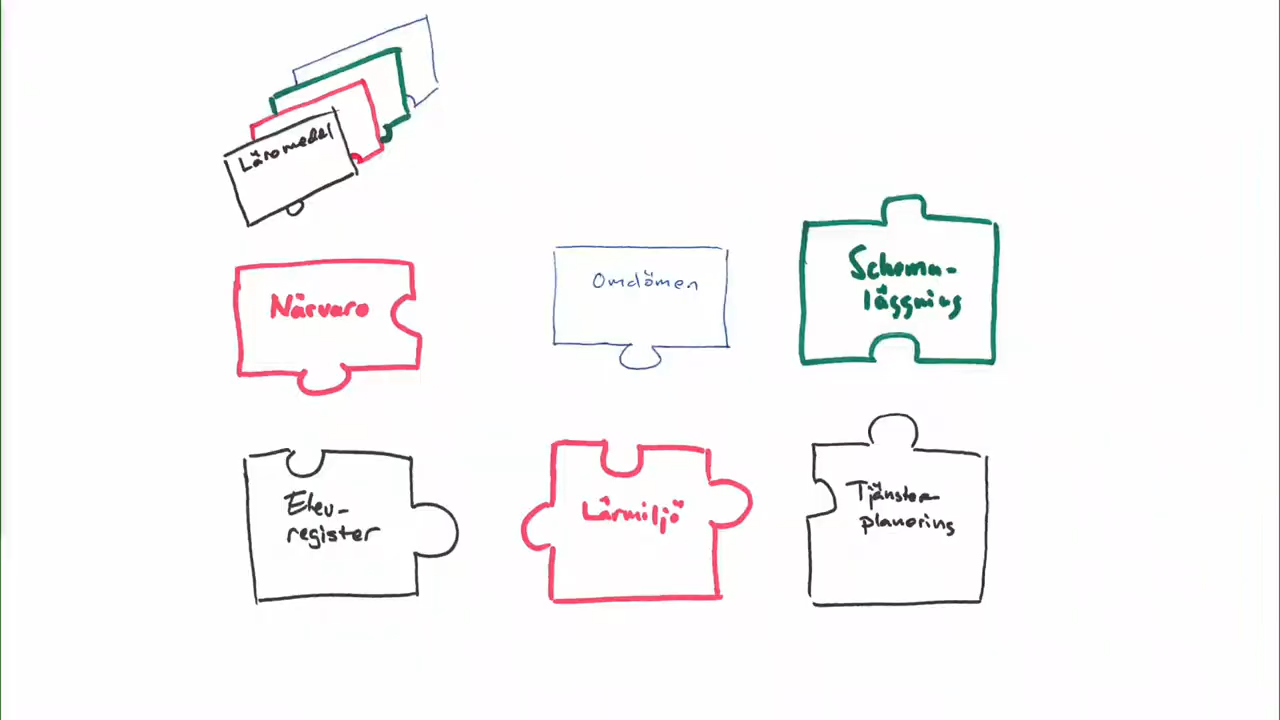 Läromedel
Närvaro
Omdömen
Schema-
läggning
Elev-
register
Lärmiljö
Tjänste-
planering